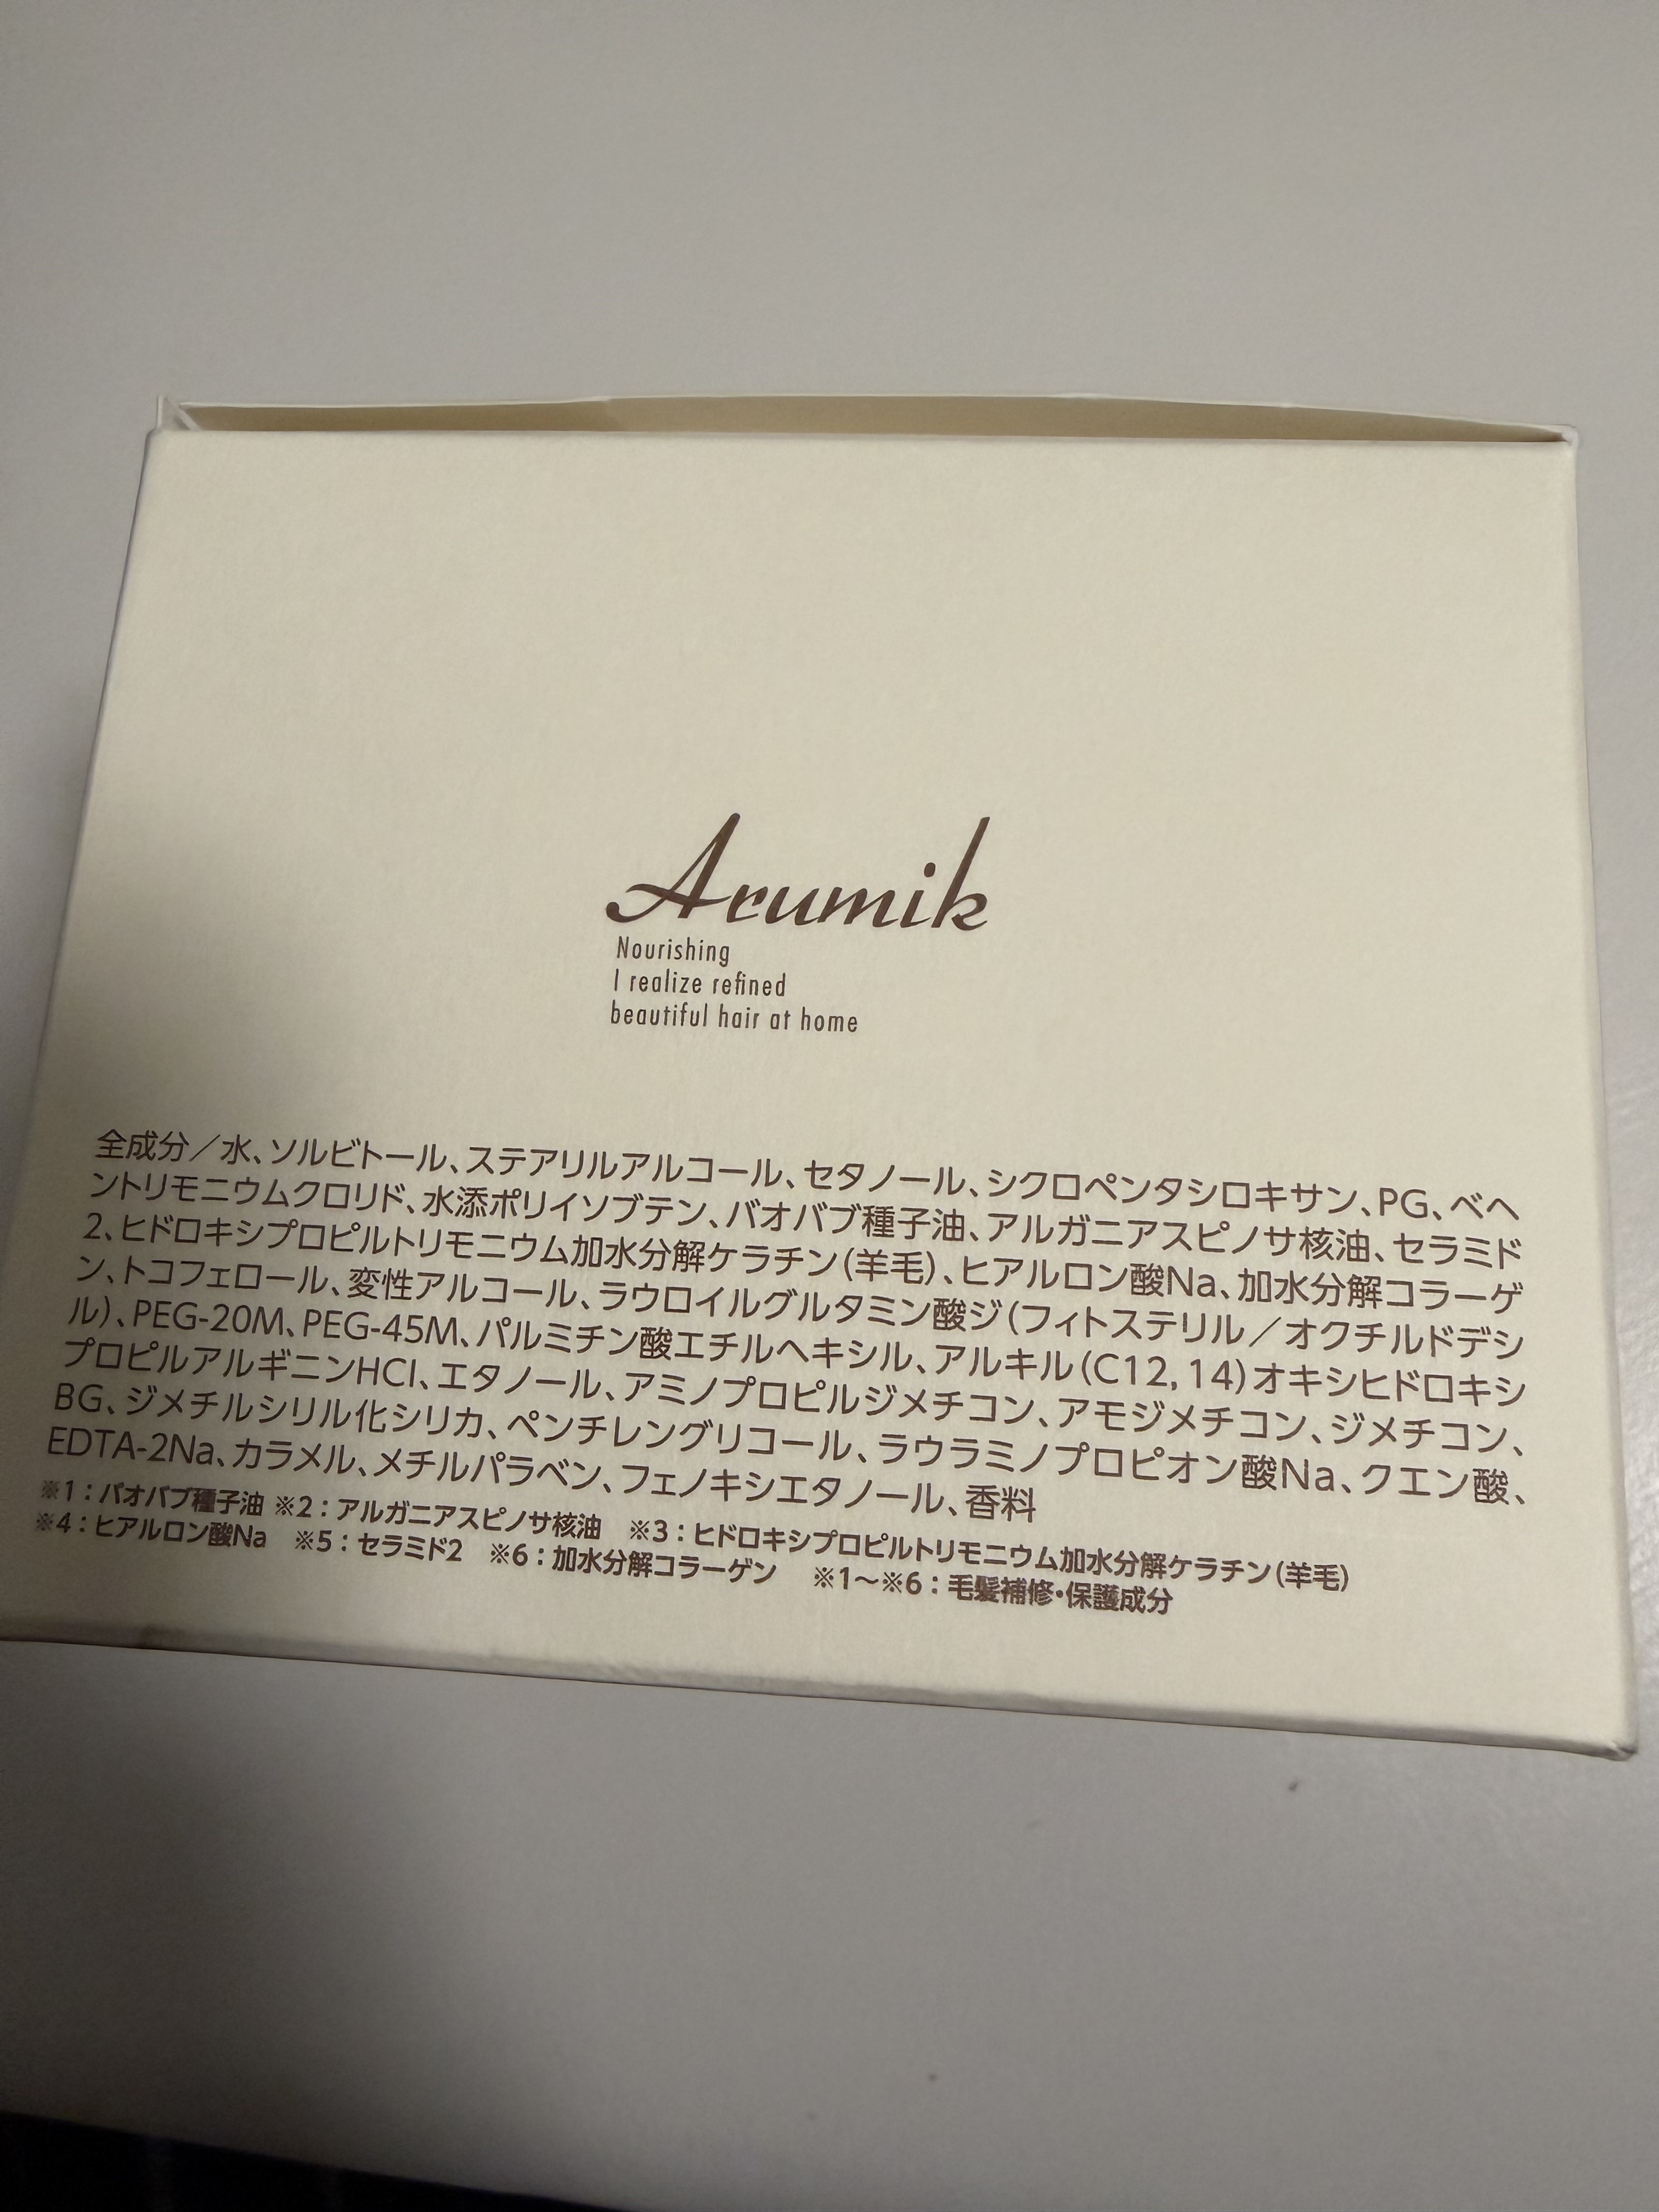 Arumik
Nourishing
I realize refined
beautiful hair at home
全成分／水、ソルビトール、ステアリルアルコール、セタノール、シクロペンタシロキサン、PG、ベヘ
ントリモニウムクロリド、水添ポリイソブテン、バオバブ種子油、アルガニアスピノサ核油、セラミド
2、ヒドロキシプロピルトリモニウム加水分解ケラチン(羊毛)、ヒアルロン酸Na、加水分解コラーゲ
ン、トコフェロール、変性アルコール、ラウロイルグルタミン酸ジ(フィトステリル／オクチルドデシ
ル)、PEG-20M、PEG-45M、パルミチン酸エチルヘキシル、アルキル(C12, 14)オキシヒドロキシ
プロピルアルギニンHCl、エタノール、アミノプロピルジメチコン、アモジメチコン、ジメチコン、
BG、ジメチルシリル化シリカ、ペンチレングリコール、ラウラミノプロピオン酸Na、クエン酸、
EDTA-2Na、カラメル、メチルパラベン、フェノキシエタノール、香料
※1：バオバブ種子油 ※2：アルガニアスピノサ核油　※3：ヒドロキシプロピルトリモニウム加水分解ケラチン(羊毛)
※4：ヒアルロン酸Na　※5：セラミド2　※6：加水分解コラーゲン　※1～※6：毛髪補修・保護成分